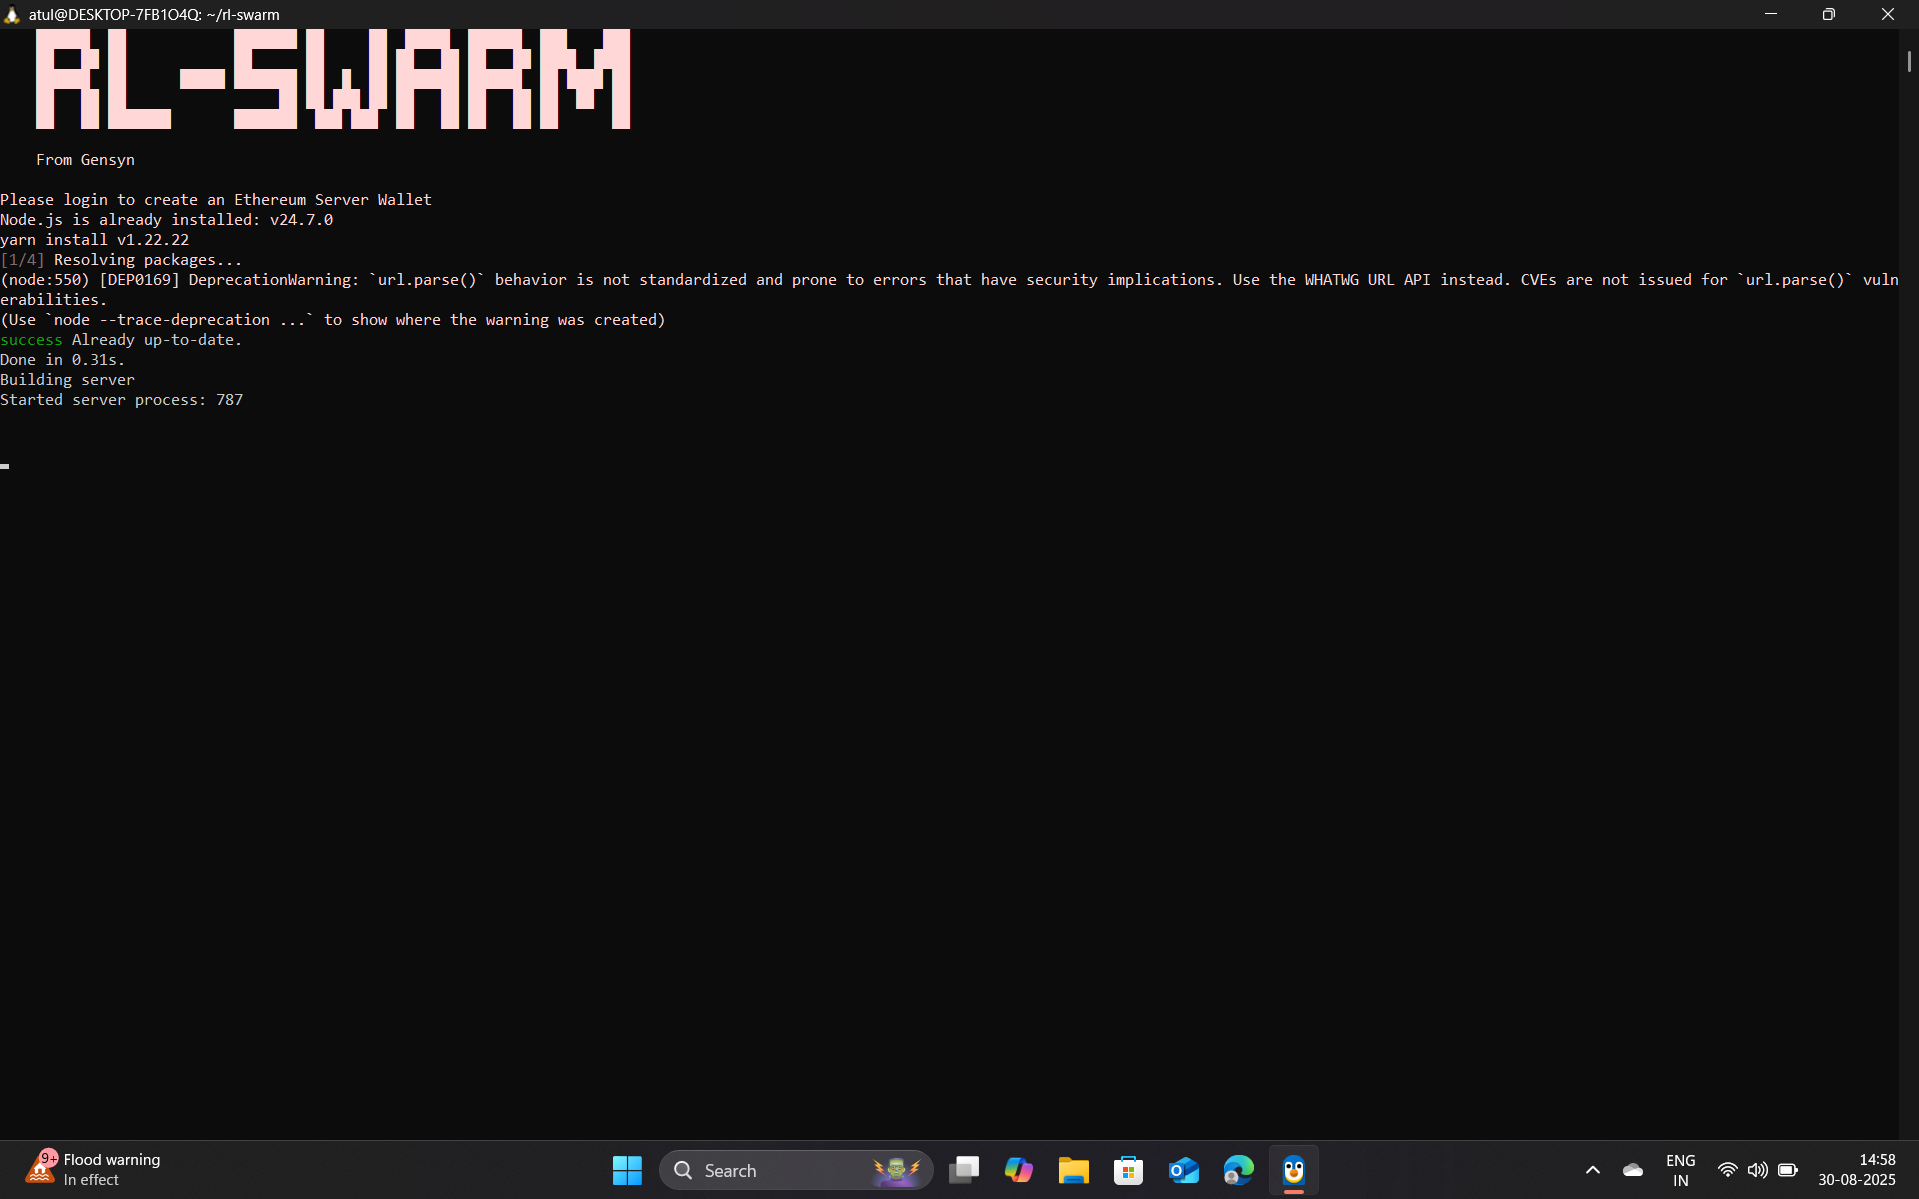 atul@DESKTOP-7FB1O4Q: ~/rl-swarm
RL-SWARM
From Gensyn
Please login to create an Ethereum Server Wallet
Node.js is already installed: v24.7.0
yarn install v1.22.22
[1/4] Resolving packages...
(node:550) [DEP0169] DeprecationWarning: `url.parse()` behavior is not standardized and prone to errors that have security implications. Use the WHATWG URL API instead. CVEs are not issued for `url.parse()` vuln
erabilities.
(Use `node --trace-deprecation ...` to show where the warning was created)
success Already up-to-date.
Done in 0.31s.
Building server
Started server process: 787
9+
Flood warning
In effect
Search
ENG
IN
14:58
30-08-2025